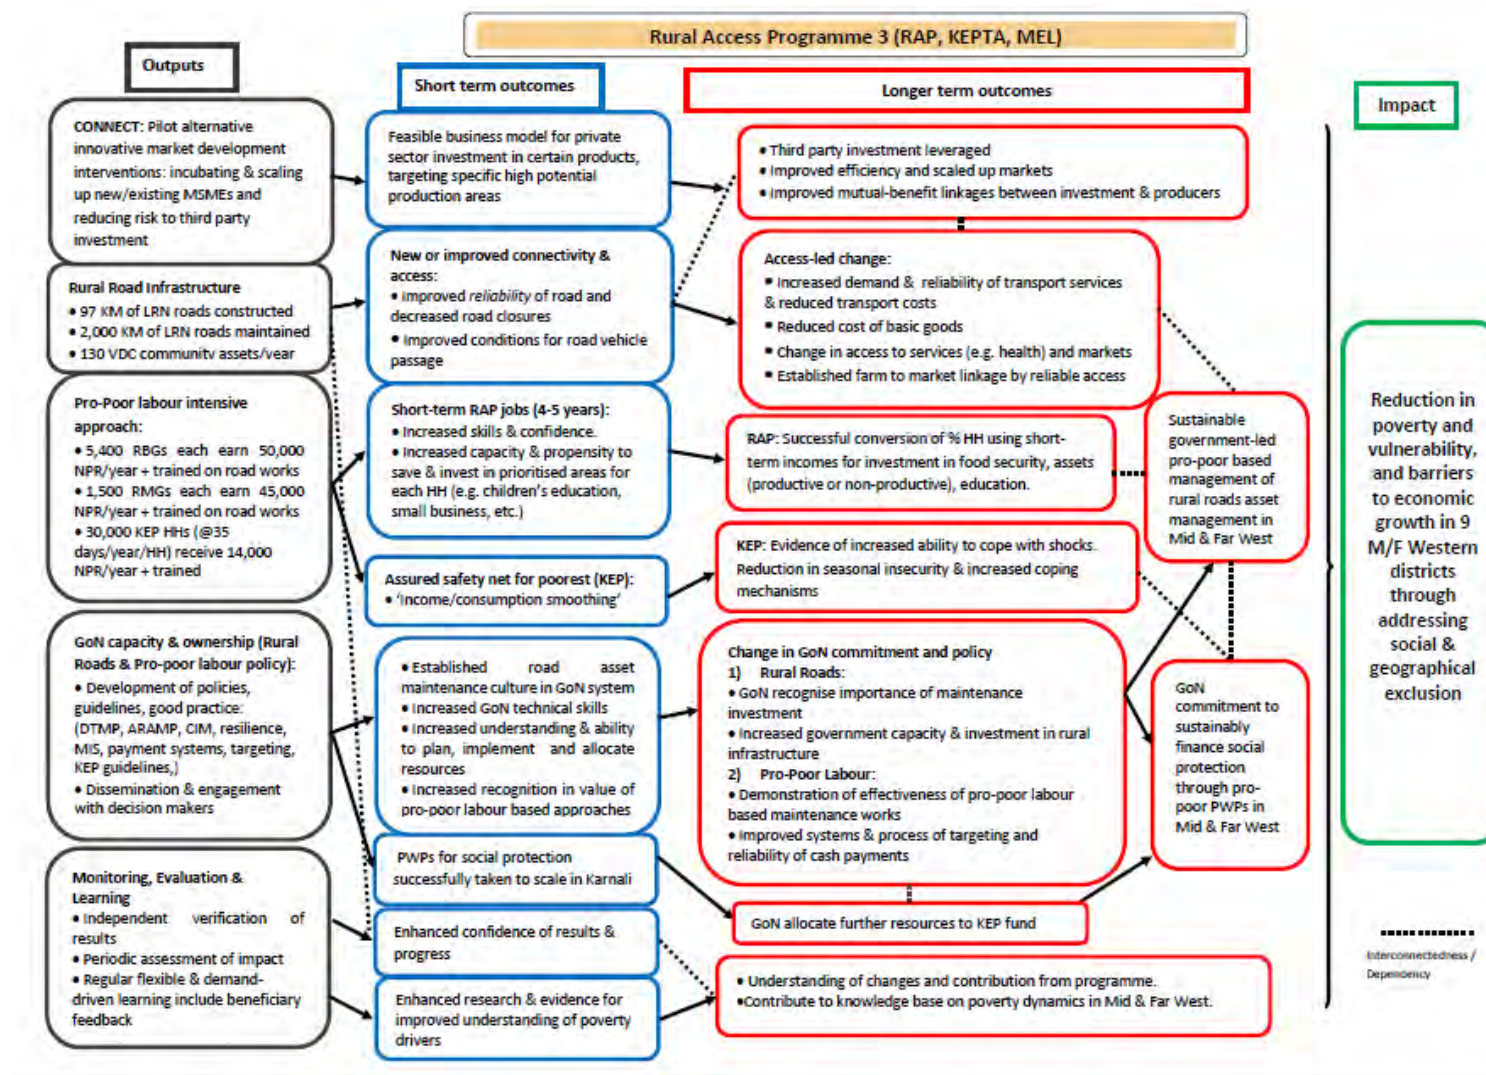 Rural Access Programme 3 (RAP, KEPTA, MEL)
Outputs
Short term outcomes
Longer term outcomes
Impact
CONNECT: Pilot alternative
innovative market development
interventions: incubating & scaling
up new/existing MSMEs and
reducing risk to third party
investment
Rural Road Infrastructure
• 97 KM of LRN roads constructed
• 2,000 KM of LRN roads maintained
• 130 VDC community assets/year
Pro-Poor labour intensive
approach:
• 5,400 RBGs each earn 50,000
NPR/year + trained on road works
• 1,500 RMGs each earn 45,000
NPR/year + trained on road works
• 30,000 KEP HHs (@35
days/year/HH) receive 14,000
NPR/year + trained
GoN capacity & ownership (Rural
Roads & Pro-poor labour policy):
• Development of policies,
guidelines, good practice:
(DTMP, ARAMP, CIM, resilience,
MIS, payment systems, targeting,
KEP guidelines,)
• Dissemination & engagement
with decision makers
Monitoring, Evaluation &
Learning
• Independent verification of
results
• Periodic assessment of impact
• Regular flexible & demand-
driven learning include beneficiary
feedback
Feasible business model for private
sector investment in certain products,
targeting specific high potential
production areas
New or improved connectivity &
access:
• Improved reliability of road and
decreased road closures
• Improved conditions for road vehicle
passage
Short-term RAP jobs (4-5 years):
• Increased skills & confidence.
• Increased capacity & propensity to
save & invest in prioritised areas for
each HH (e.g. children's education,
small business, etc.)
Assured safety net for poorest (KEP):
• 'Income/consumption smoothing'
• Established road asset
maintenance culture in GoN system
• Increased GoN technical skills
• Increased understanding & ability
to plan, implement and allocate
resources
• Increased recognition in value of
pro-poor labour based approaches
PWPs for social protection
successfully taken to scale in Karnali
Enhanced confidence of results &
progress
Enhanced research & evidence for
improved understanding of poverty
drivers
• Third party investment leveraged
• Improved efficiency and scaled up markets
• Improved mutual-benefit linkages between investment & producers
Access-led change:
• Increased demand & reliability of transport services
& reduced transport costs
• Reduced cost of basic goods
• Change in access to services (e.g. health) and markets
• Established farm to market linkage by reliable access
RAP: Successful conversion of % HH using short-
term incomes for investment in food security, assets
(productive or non-productive), education.
KEP: Evidence of increased ability to cope with shocks.
Reduction in seasonal insecurity & increased coping
mechanisms
Change in GoN commitment and policy
1) Rural Roads:
• GoN recognise importance of maintenance
investment
• Increased government capacity & investment in rural
infrastructure
2) Pro-Poor Labour:
• Demonstration of effectiveness of pro-poor labour
based maintenance works
• Improved systems & process of targeting and
reliability of cash payments
GoN allocate further resources to KEP fund
• Understanding of changes and contribution from programme.
•Contribute to knowledge base on poverty dynamics in Mid & Far West.
Sustainable
government-led
pro-poor based
management of
rural roads asset
management in
Mid & Far West
GoN
commitment to
sustainably
finance social
protection
through pro-
poor PWPs in
Mid & Far West
Reduction in
poverty and
vulnerability,
and barriers
to economic
growth in 9
M/F Western
districts
through
addressing
social &
geographical
exclusion
Interconnectedness /
Dependency